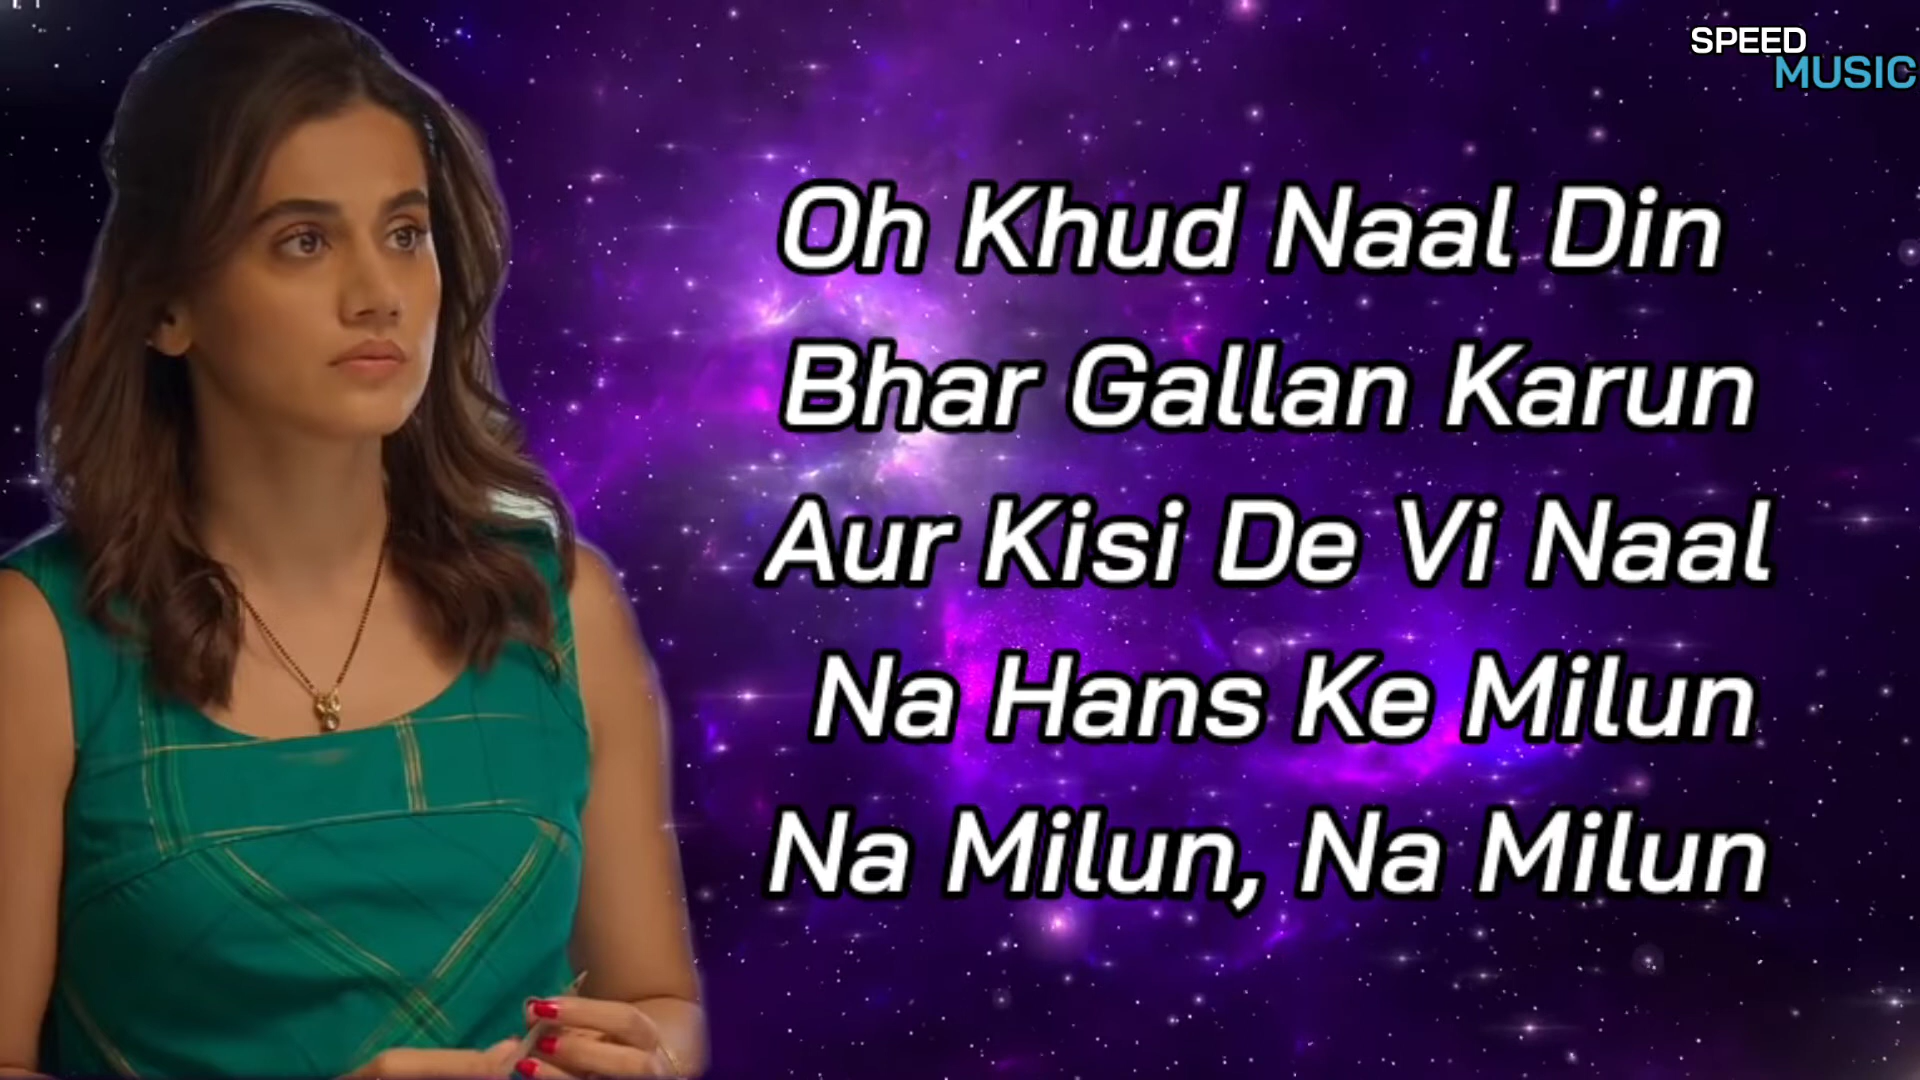 SPEED
MUSIC
Oh Khud Naal Din
Bhar Gallan Karun
Aur Kisi De Vi Naal
Na Hans Ke Milun
Na Milun, Na Milun